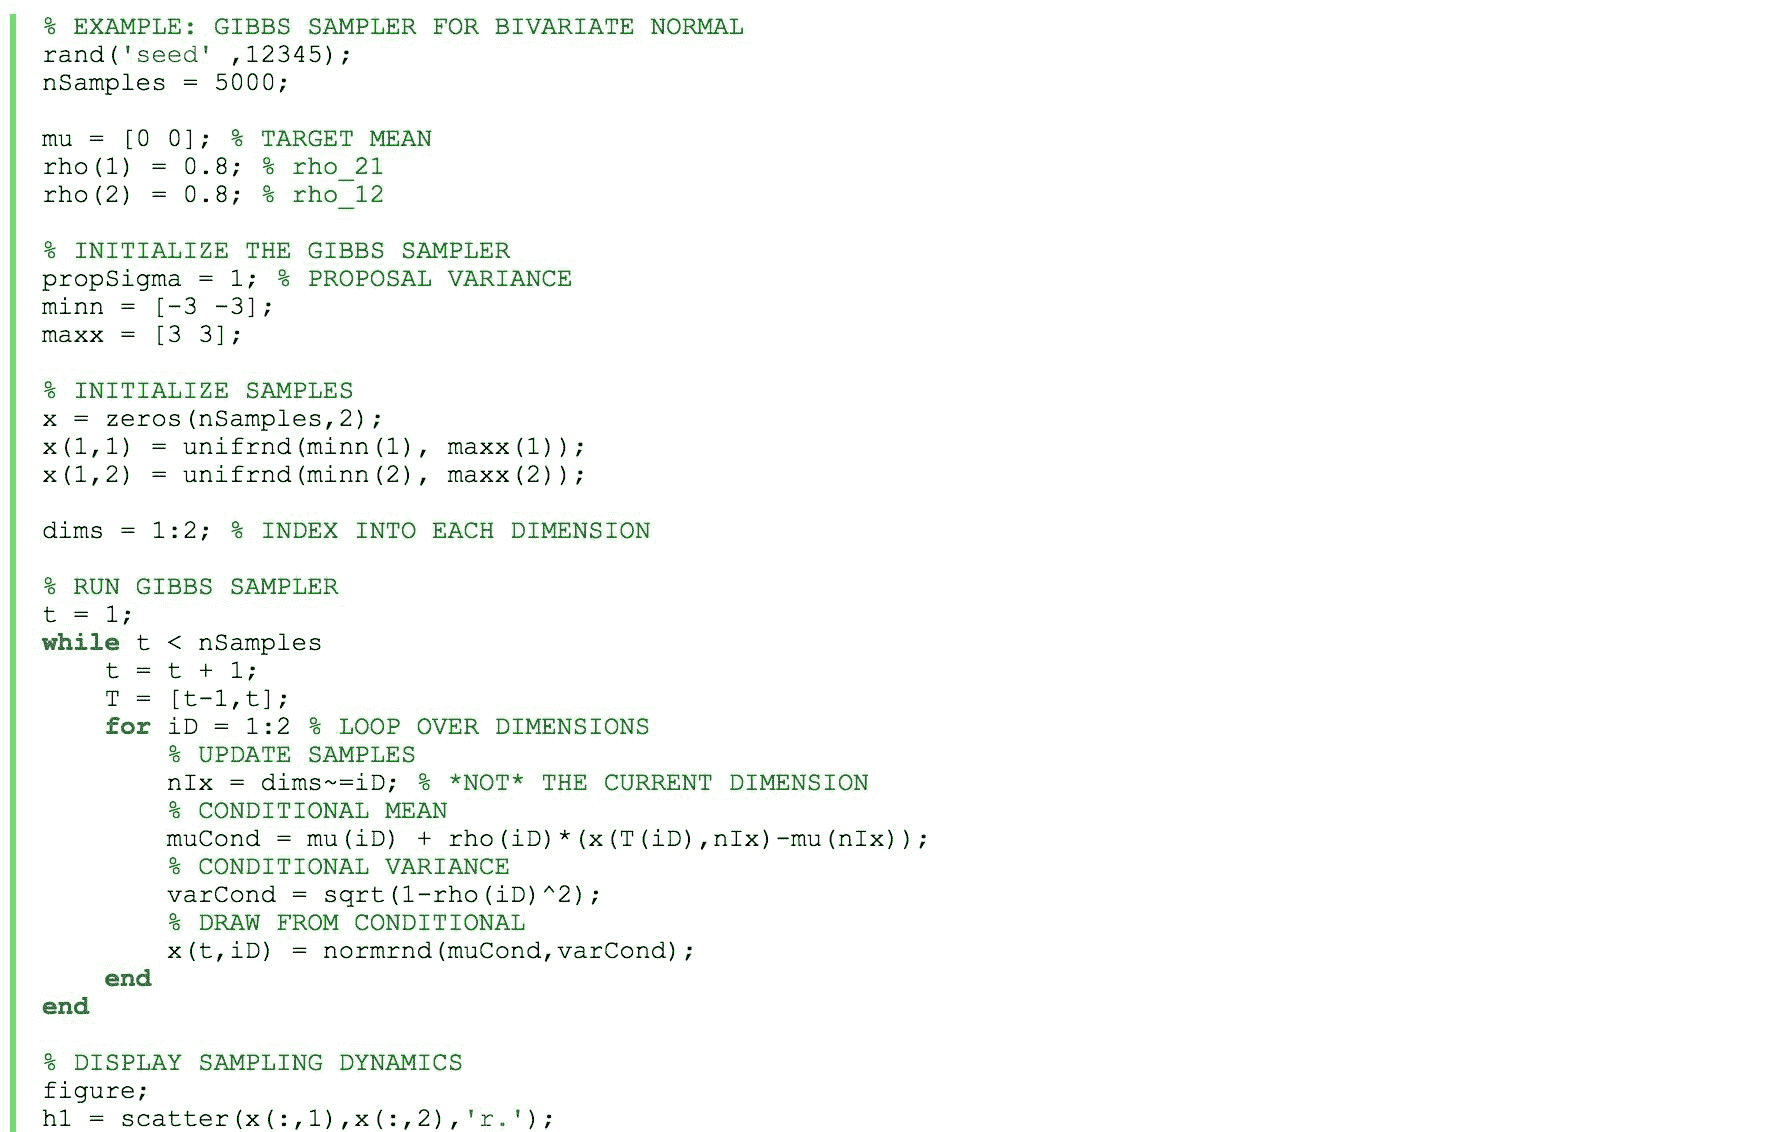 % EXAMPLE: GIBBS SAMPLER FOR BIVARIATE NORMAL
rand('seed' ,12345);
nSamples = 5000;

mu = [0 0]; % TARGET MEAN
rho(1) = 0.8; % rho_21
rho(2) = 0.8; % rho_12

% INITIALIZE THE GIBBS SAMPLER
propSigma = 1; % PROPOSAL VARIANCE
minn = [-3 -3];
maxx = [3 3];

% INITIALIZE SAMPLES
x = zeros(nSamples,2);
x(1,1) = unifrnd(minn(1), maxx(1));
x(1,2) = unifrnd(minn(2), maxx(2));

dims = 1:2; % INDEX INTO EACH DIMENSION

% RUN GIBBS SAMPLER
t = 1;
while t < nSamples
    t = t + 1;
    T = [t-1,t];
    for iD = 1:2 % LOOP OVER DIMENSIONS
        % UPDATE SAMPLES
        nIx = dims~=iD; % *NOT* THE CURRENT DIMENSION
        % CONDITIONAL MEAN
        muCond = mu(iD) + rho(iD)*(x(T(iD),nIx)-mu(nIx));
        % CONDITIONAL VARIANCE
        varCond = sqrt(1-rho(iD)^2);
        % DRAW FROM CONDITIONAL
        x(t,iD) = normrnd(muCond,varCond);
    end
end

% DISPLAY SAMPLING DYNAMICS
figure;
h1 = scatter(x(:,1),x(:,2),'r.');